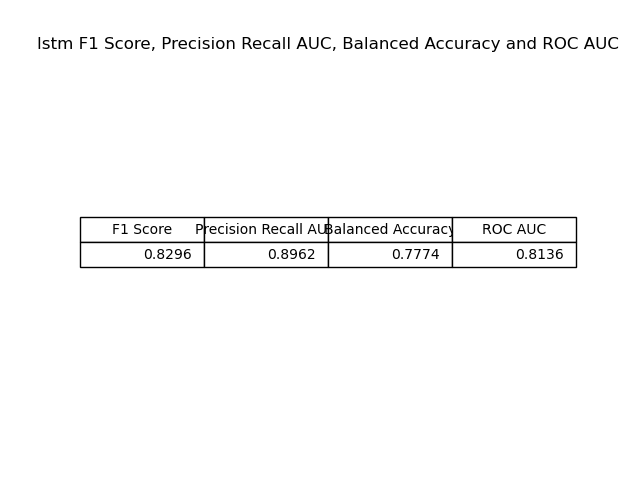 lstm F1 Score, Precision Recall AUC, Balanced Accuracy and ROC AUC
F1 Score Precision Recall AU Balanced Accuracy ROC AUC
0.8296 0.8962 0.7774 0.8136